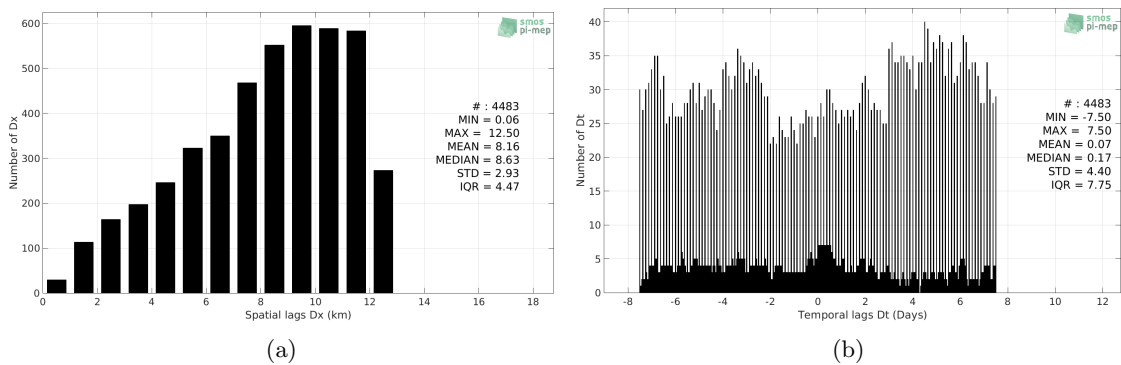 smos
pi-mep
600
500
400
300
200
100
0
Number of Dx
# : 4483
MIN = 0.06
MAX = 12.50
MEAN = 8.16
MEDIAN = 8.63
STD = 2.93
IQR = 4.47
0 2 4 6 8 10 12 14 16 18
Spatial lags Dx (km)
(a)
smos
pi-mep
40
35
30
25
20
15
10
5
0
Number of Dt
# : 4483
MIN = -7.50
MAX = 7.50
MEAN = 0.07
MEDIAN = 0.17
STD = 4.40
IQR = 7.75
-8 -6 -4 -2 0 2 4 6 8 10 12
Temporal lags Dt (Days)
(b)